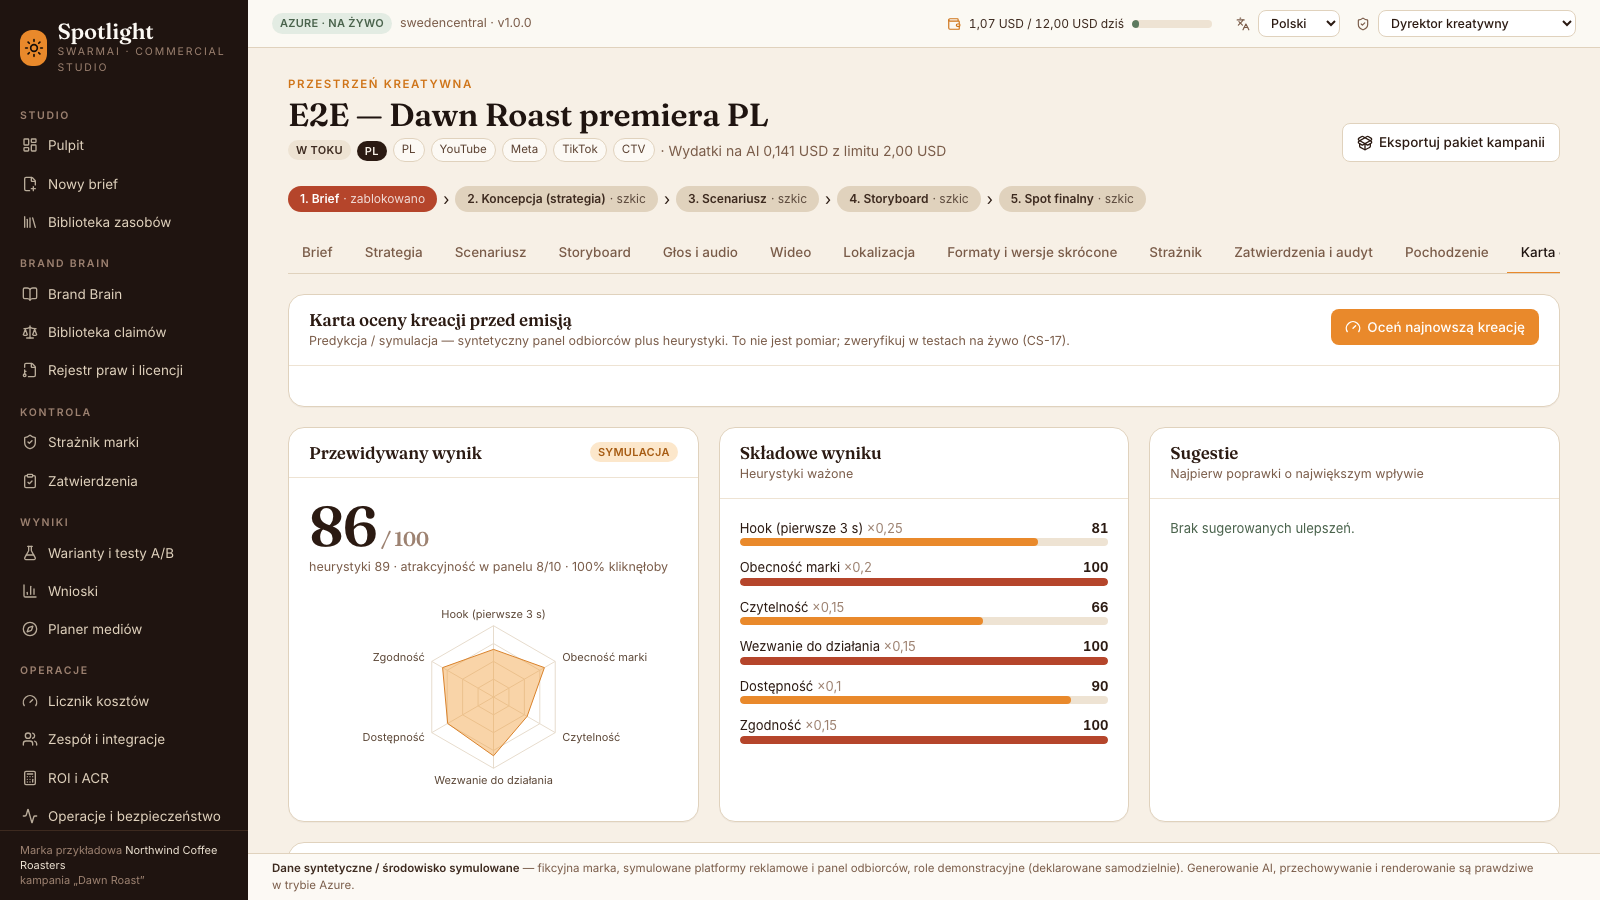 Spotlight
SWARMAI · COMMERCIAL
STUDIO
STUDIO
Pulpit
Nowy brief
Biblioteka zasobów
BRAND BRAIN
Brand Brain
Biblioteka claimów
Rejestr praw i licencji
KONTROLA
Strażnik marki
Zatwierdzenia
WYNIKI
Warianty i testy A/B
Wnioski
Planer mediów
OPERACJE
Licznik kosztów
Zespół i integracje
ROI i ACR
Operacje i bezpieczeństwo
Marka przykładowa Northwind Coffee
Roasters
kampania „Dawn Roast”
AZURE · NA ŻYWO swedencentral · v1.0.0
1,07 USD / 12,00 USD dziś
Polski
Dyrektor kreatywny
PRZESTRZEŃ KREATYWNA
E2E — Dawn Roast premiera PL
W TOKU PL PL YouTube Meta TikTok CTV · Wydatki na AI 0,141 USD z limitu 2,00 USD
Eksportuj pakiet kampanii
1. Brief · zablokowano › 2. Koncepcja (strategia) · szkic › 3. Scenariusz · szkic › 4. Storyboard · szkic › 5. Spot finalny · szkic
Brief Strategia Scenariusz Storyboard Głos i audio Wideo Lokalizacja Formaty i wersje skrócone Strażnik Zatwierdzenia i audyt Pochodzenie Karta
Karta oceny kreacji przed emisją
Predykcja / symulacja — syntetyczny panel odbiorców plus heurystyki. To nie jest pomiar; zweryfikuj w testach na żywo (CS-17).
Oceń najnowszą kreację
Przewidywany wynik
SYMULACJA
86 / 100
heurystyki 89 · atrakcyjność w panelu 8/10 · 100% kliknęłoby
Hook (pierwsze 3 s)
Zgodność
Obecność marki
Dostępność
Czytelność
Wezwanie do działania
Składowe wyniku
Heurystyki ważone
Hook (pierwsze 3 s) ×0,25 81
Obecność marki ×0,2 100
Czytelność ×0,15 66
Wezwanie do działania ×0,15 100
Dostępność ×0,1 90
Zgodność ×0,15 100
Sugestie
Najpierw poprawki o największym wpływie
Brak sugerowanych ulepszeń.
Dane syntetyczne / środowisko symulowane — fikcyjna marka, symulowane platformy reklamowe i panel odbiorców, role demonstracyjne (deklarowane samodzielnie). Generowanie AI, przechowywanie i renderowanie są prawdziwe
w trybie Azure.